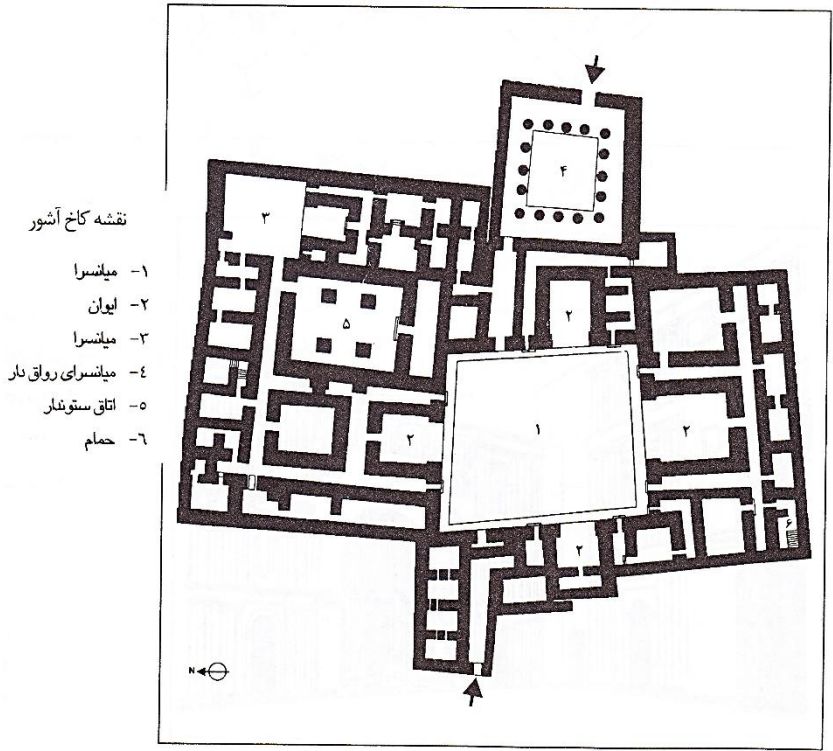 نقشه کاخ آشور
۱- میانسرا
۲- ایوان
۳- میانسرا
٤- میانسرای رواق دار
۵- اتاق ستوندار
٦- حمام
۴
۳
۲
۵
۱
۲
۲
۶
۲
N